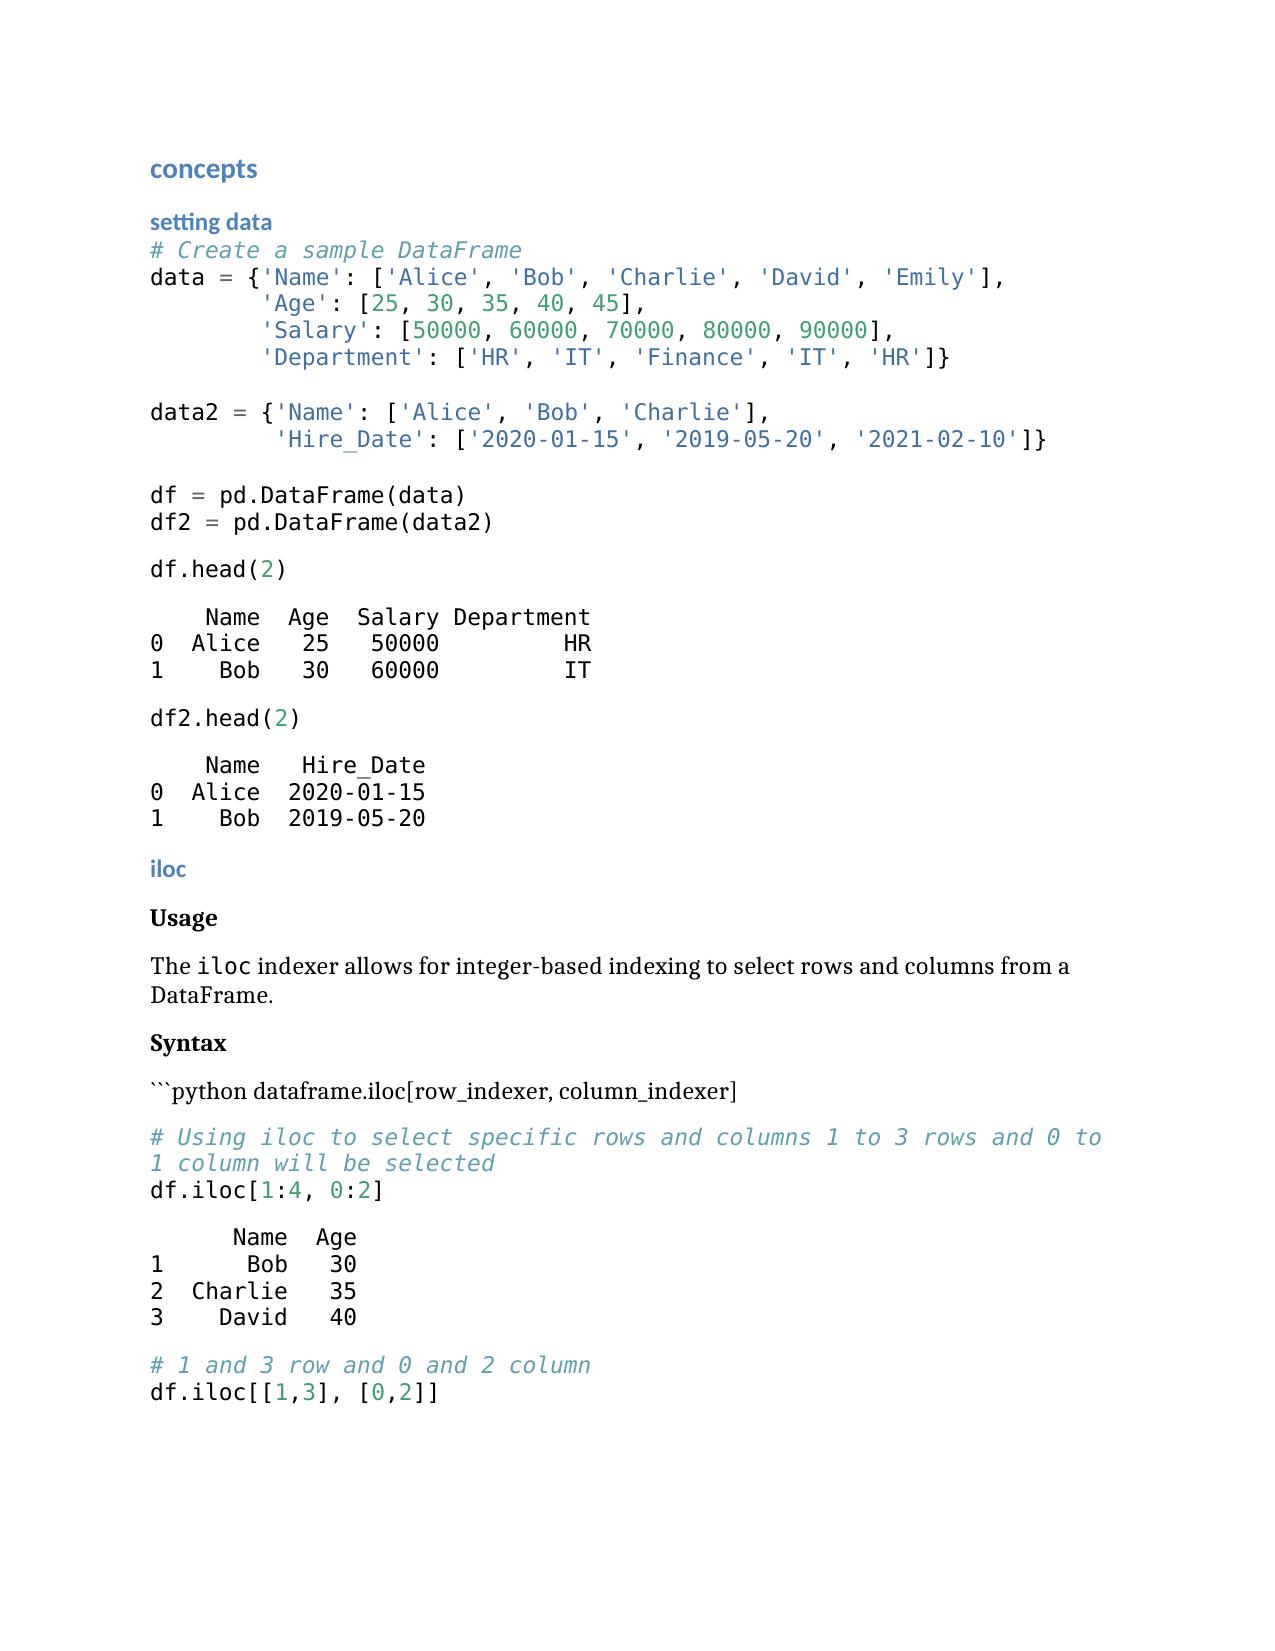 concepts
setting data
# Create a sample DataFrame
data = {'Name': ['Alice', 'Bob', 'Charlie', 'David', 'Emily'],
        'Age': [25, 30, 35, 40, 45],
        'Salary': [50000, 60000, 70000, 80000, 90000],
        'Department': ['HR', 'IT', 'Finance', 'IT', 'HR']}
data2 = {'Name': ['Alice', 'Bob', 'Charlie'],
         'Hire_Date': ['2020-01-15', '2019-05-20', '2021-02-10']}
df = pd.DataFrame(data)
df2 = pd.DataFrame(data2)
df.head(2)
    Name  Age  Salary Department
0  Alice   25   50000         HR
1    Bob   30   60000         IT
df2.head(2)
    Name   Hire_Date
0  Alice  2020-01-15
1    Bob  2019-05-20
iloc
Usage
The iloc indexer allows for integer-based indexing to select rows and columns from a
DataFrame.
Syntax
```python dataframe.iloc[row_indexer, column_indexer]
# Using iloc to select specific rows and columns 1 to 3 rows and 0 to
1 column will be selected
df.iloc[1:4, 0:2]
      Name  Age
1      Bob   30
2  Charlie   35
3    David   40
# 1 and 3 row and 0 and 2 column
df.iloc[[1,3], [0,2]]